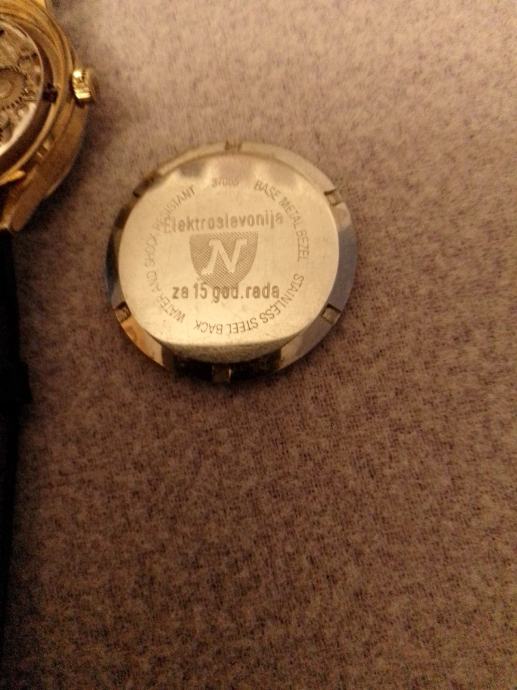 BASE METAL BEZEL STAINLESS STEEL BACK WATER AND SHOCK RESISTANT
Elektroslavonija
N
za 15 god. rada